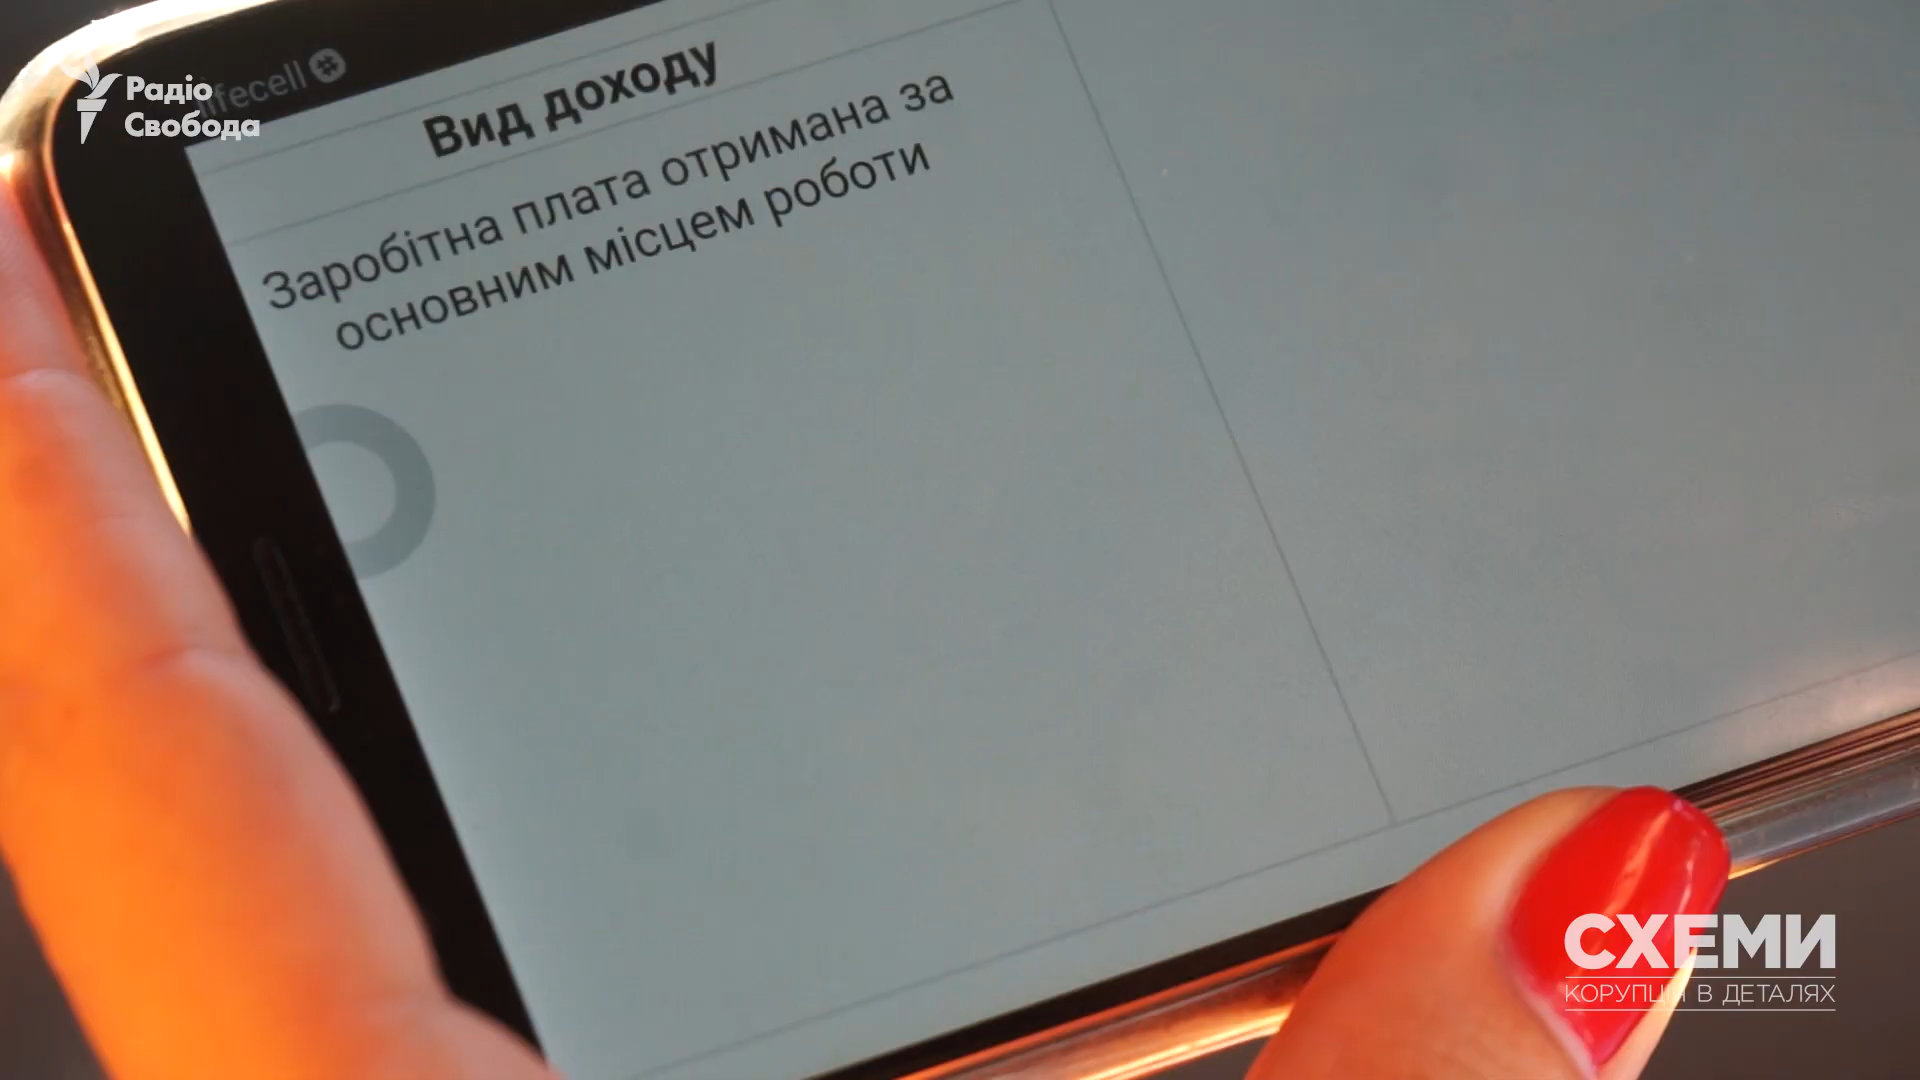 Радіо
Свобода
lifecell
Вид доходу
Заробітна плата отримана за
основним місцем роботи
СХЕМИ
КОРУПЦІЯ В ДЕТАЛЯХ